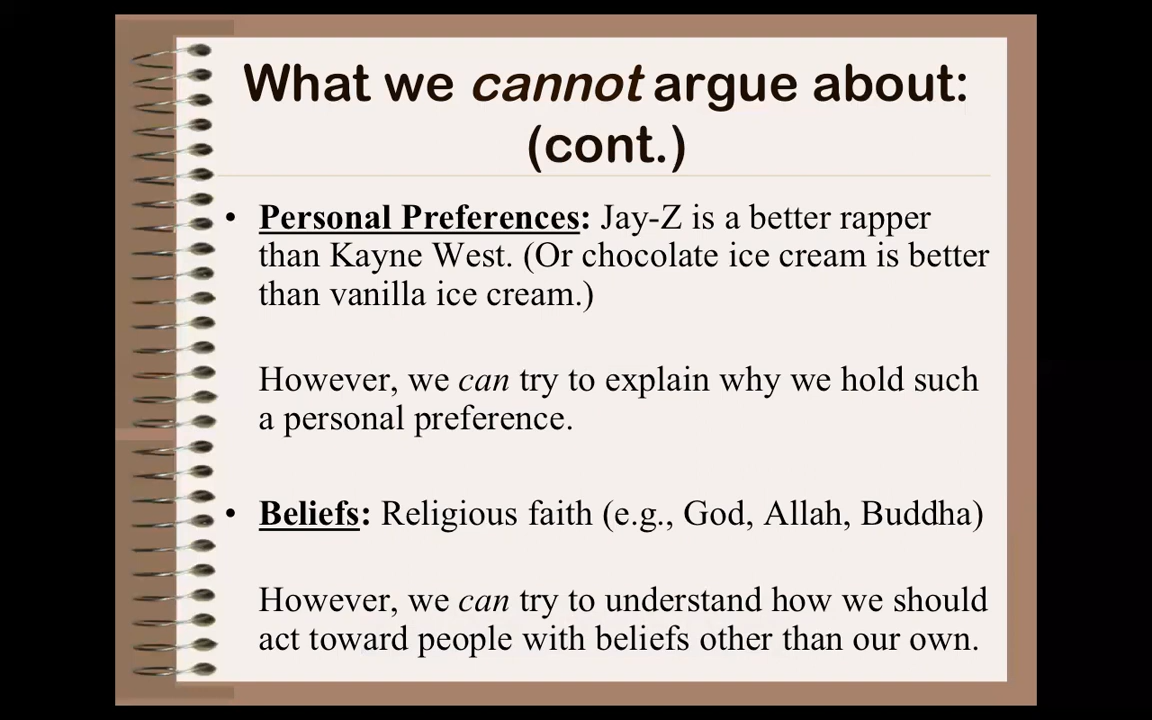 What we cannot argue about:
(cont.)
• Personal Preferences: Jay-Z is a better rapper
than Kayne West. (Or chocolate ice cream is better
than vanilla ice cream.)
However, we can try to explain why we hold such
a personal preference.
• Beliefs: Religious faith (e.g., God, Allah, Buddha)
However, we can try to understand how we should
act toward people with beliefs other than our own.